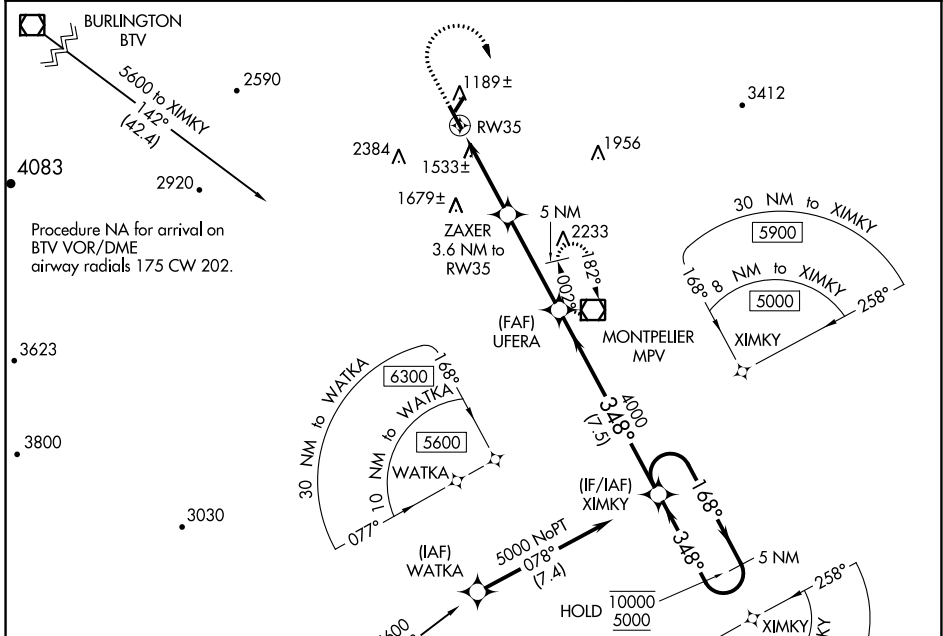 BURLINGTON
BTV
5600 to XIMKY
142°
(42.4)
2590
4083
2920
Procedure NA for arrival on
BTV VOR/DME
airway radials 175 CW 202.
1189±
RW35
3412
2384
1533±
1956
1679±
ZAXER
3.6 NM to
RW35
5 NM
2233
182°
002°
(FAF)
UFERA
MONTPELIER
MPV
30 NM to XIMKY
5900
8 NM to XIMKY
5000
168°
258°
XIMKY
3623
3800
3030
30 NM to WATKA
6300
168°
10 NM to WATKA
5600
WATKA
077°
4000
348°
(7.5)
(IF/IAF)
XIMKY
168°
348°
5 NM
HOLD
10000
5000
(IAF)
WATKA
5000 NoPT
078°
(7.4)
258°
XIMKY